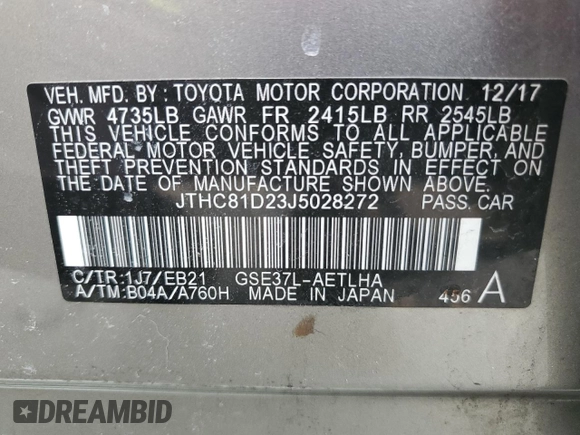 VEH. MFD. BY : TOYOTA MOTOR CORPORATION 12/17
GVWR 4735LB GAWR FR 2415LB RR 2545LB
THIS VEHICLE CONFORMS TO ALL APPLICABLE
FEDERAL MOTOR VEHICLE SAFETY, BUMPER, AND
THEFT PREVENTION STANDARDS IN EFFECT ON
THE DATE OF MANUFACTURE SHOWN ABOVE.
JTHC81D23J5028272 PASS. CAR
C/TR:1J7/EB21 GSE37L-AETLHA
A/TM:B04A/A760H MADE IN JAPAN 456 A
DREAMBID